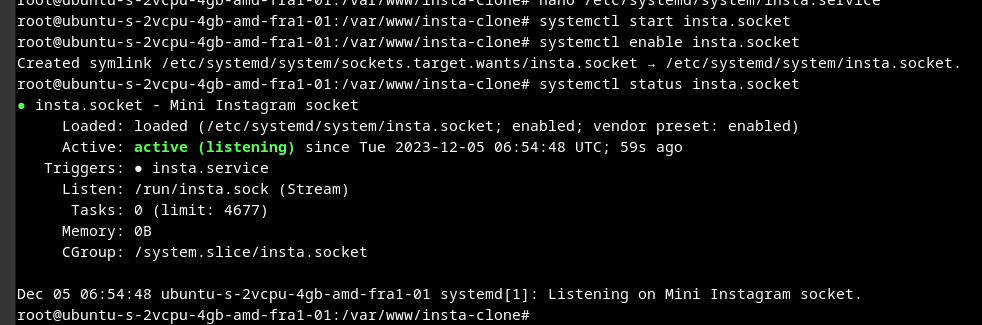 root@ubuntu-s-2vcpu-4gb-amd-fra1-01:/var/www/insta-clone# nano /etc/systemd/system/insta.service
root@ubuntu-s-2vcpu-4gb-amd-fra1-01:/var/www/insta-clone# systemctl start insta.socket
root@ubuntu-s-2vcpu-4gb-amd-fra1-01:/var/www/insta-clone# systemctl enable insta.socket
Created symlink /etc/systemd/system/sockets.target.wants/insta.socket → /etc/systemd/system/insta.socket.
root@ubuntu-s-2vcpu-4gb-amd-fra1-01:/var/www/insta-clone# systemctl status insta.socket
● insta.socket - Mini Instagram socket
Loaded: loaded (/etc/systemd/system/insta.socket; enabled; vendor preset: enabled)
Active: active (listening) since Tue 2023-12-05 06:54:48 UTC; 59s ago
Triggers: ● insta.service
Listen: /run/insta.sock (Stream)
Tasks: 0 (limit: 4677)
Memory: 0B
CGroup: /system.slice/insta.socket
Dec 05 06:54:48 ubuntu-s-2vcpu-4gb-amd-fra1-01 systemd[1]: Listening on Mini Instagram socket.
root@ubuntu-s-2vcpu-4gb-amd-fra1-01:/var/www/insta-clone#